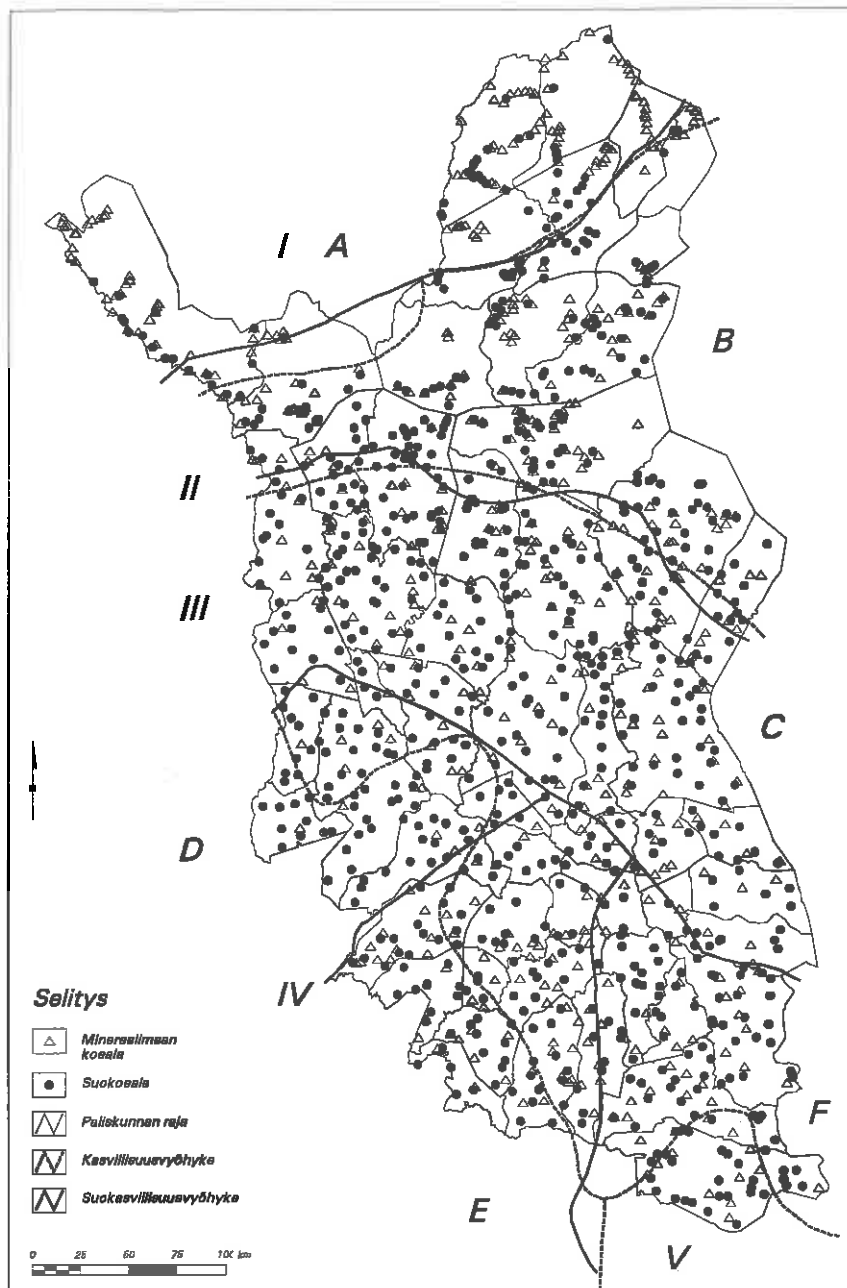 I A
B
II
III
C
D
IV
F
E
V
Selitys
Mineraalimaan
koeala
Suokoeala
Paliskunnan raja
Kasvillisuusvyöhyke
Suokasvillisuusvyöhyke
0 25 50 75 100 km